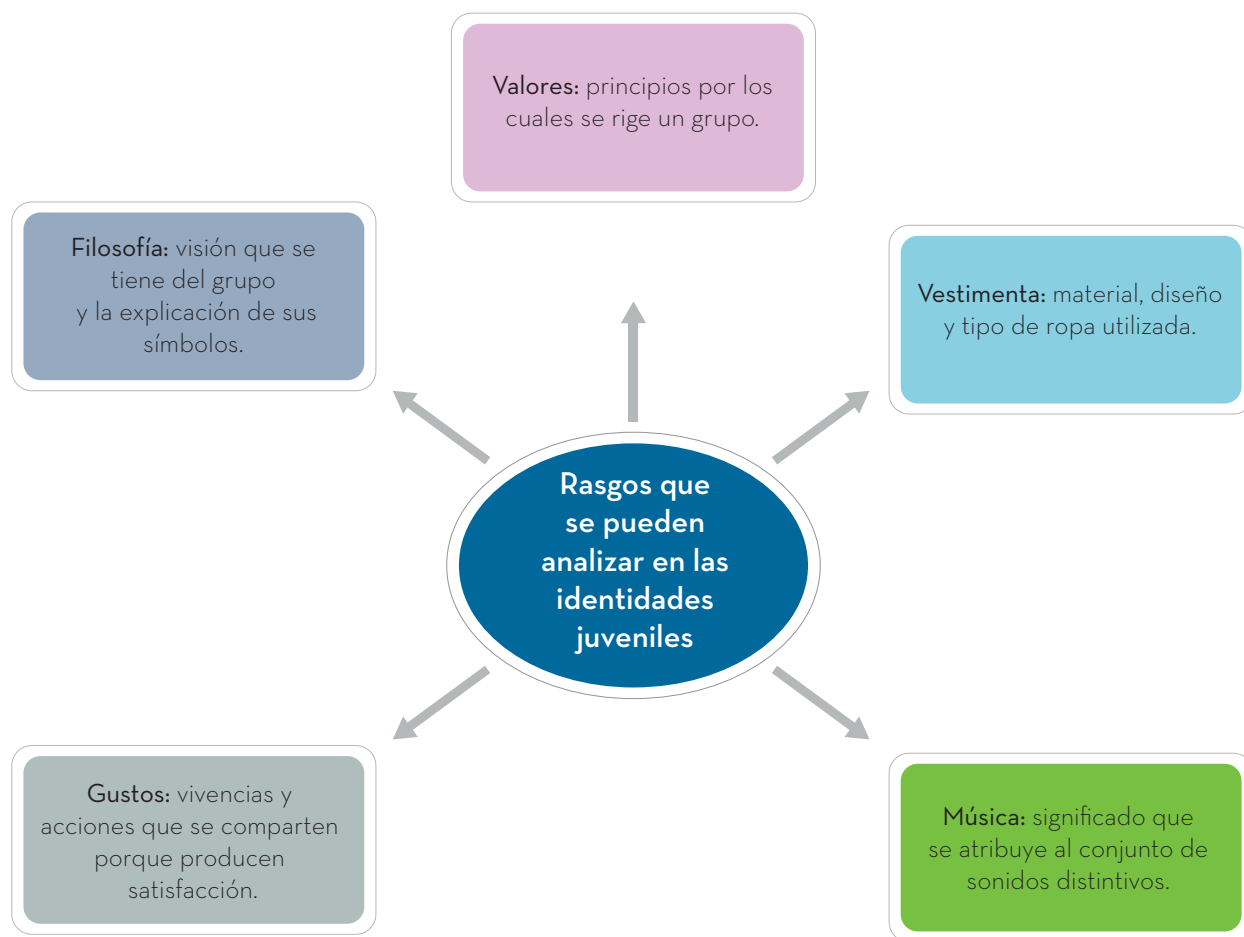 Valores: principios por los
cuales se rige un grupo.
Filosofía: visión que se
tiene del grupo
y la explicación de sus
símbolos.
Vestimenta: material, diseño
y tipo de ropa utilizada.
Rasgos que
se pueden
analizar en las
identidades
juveniles
Gustos: vivencias y
acciones que se comparten
porque producen
satisfacción.
Música: significado que
se atribuye al conjunto de
sonidos distintivos.